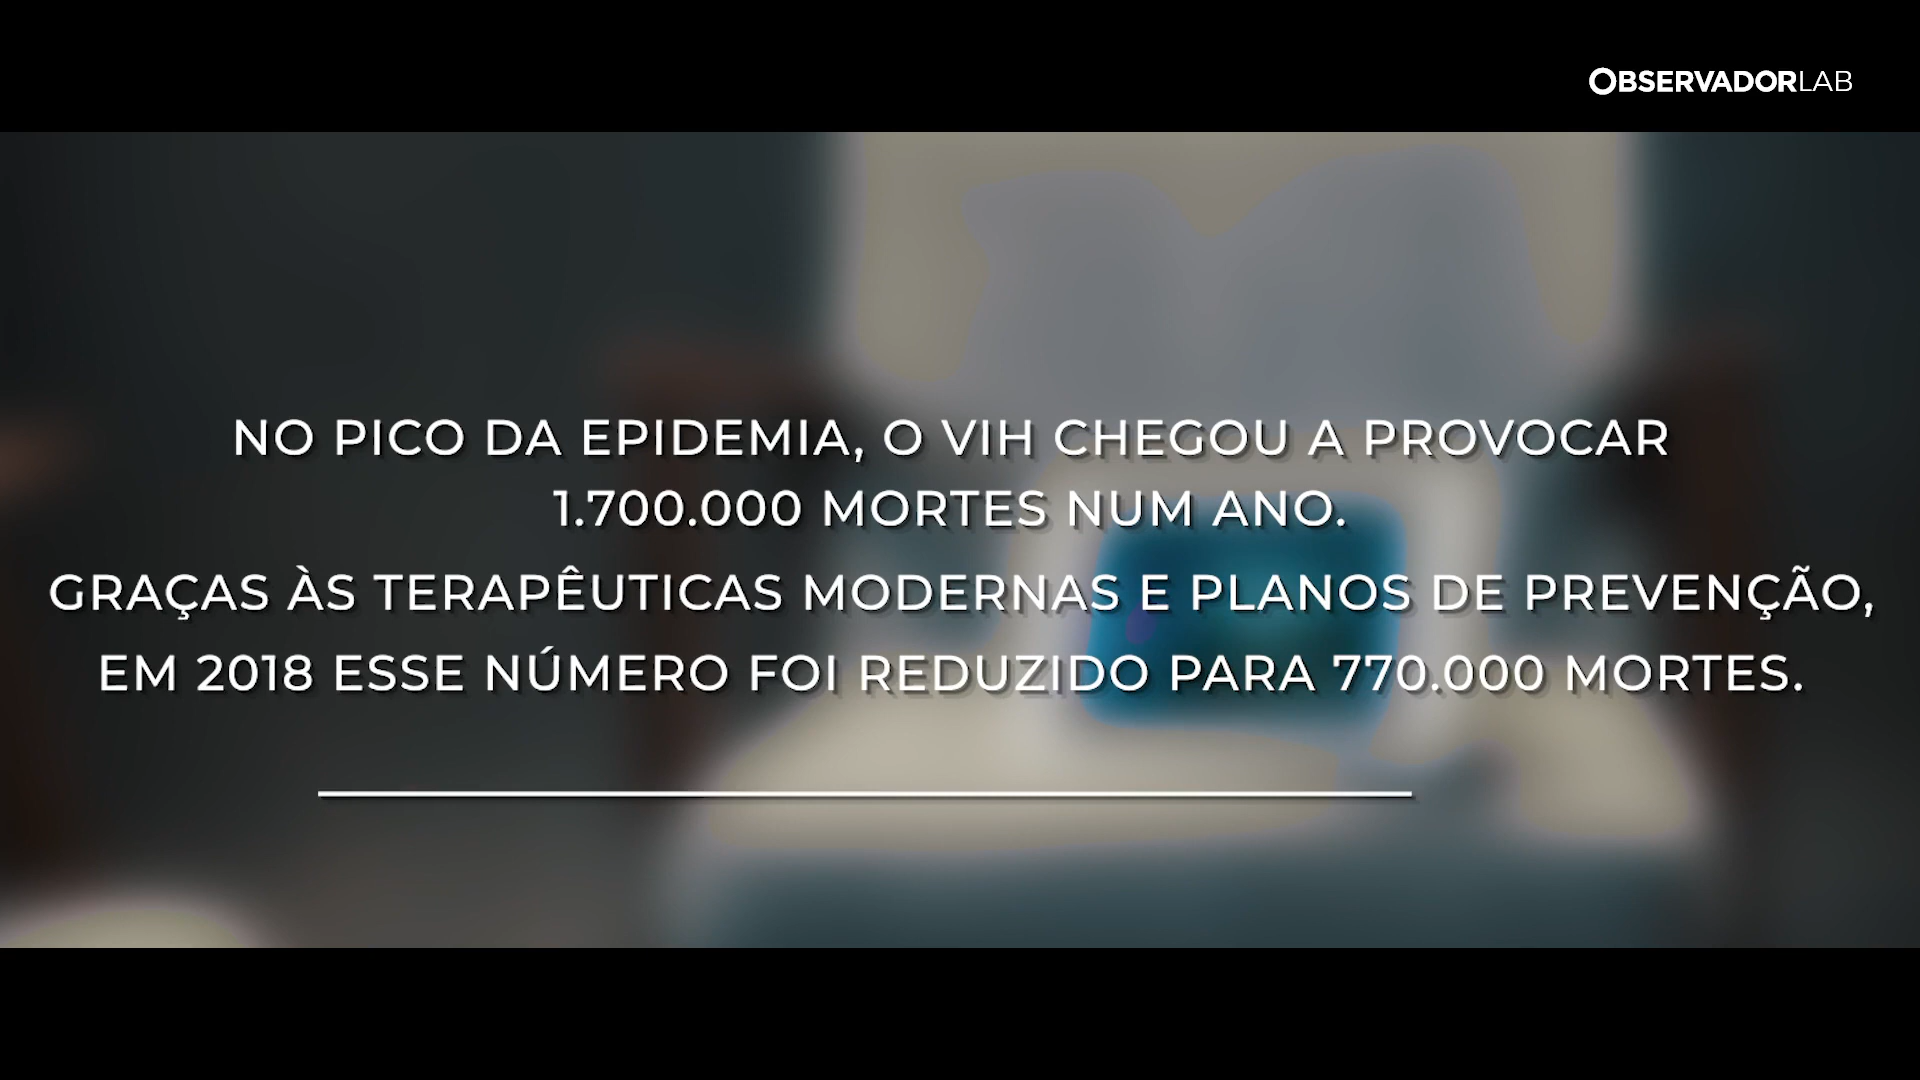 OBSERVADORLAB
NO PICO DA EPIDEMIA, O VIH CHEGOU A PROVOCAR
1.700.000 MORTES NUM ANO.
GRAÇAS ÀS TERAPÊUTICAS MODERNAS E PLANOS DE PREVENÇÃO,
EM 2018 ESSE NÚMERO FOI REDUZIDO PARA 770.000 MORTES.